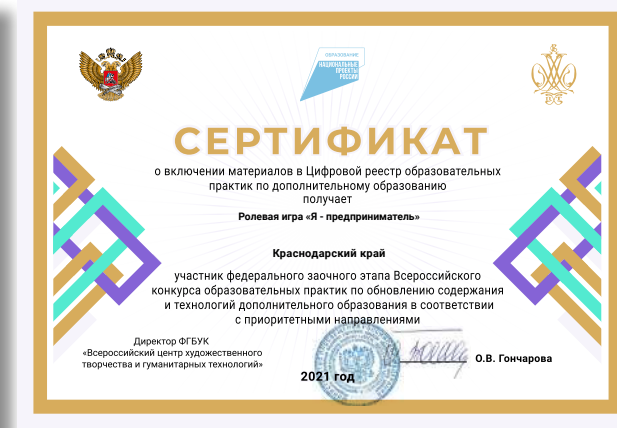 ОБРАЗОВАНИЕ
НАЦИОНАЛЬНЫЕ
ПРОЕКТЫ
РОССИИ
СЕРТИФИКАТ
о включении материалов в Цифровой реестр образовательных
практик по дополнительному образованию
получает
Ролевая игра «Я - предприниматель»
Краснодарский край
участник федерального заочного этапа Всероссийского
конкурса образовательных практик по обновлению содержания
и технологий дополнительного образования в соответствии
с приоритетными направлениями
Директор ФГБУК
«Всероссийский центр художественного
творчества и гуманитарных технологий»
О.В. Гончарова
2021 год